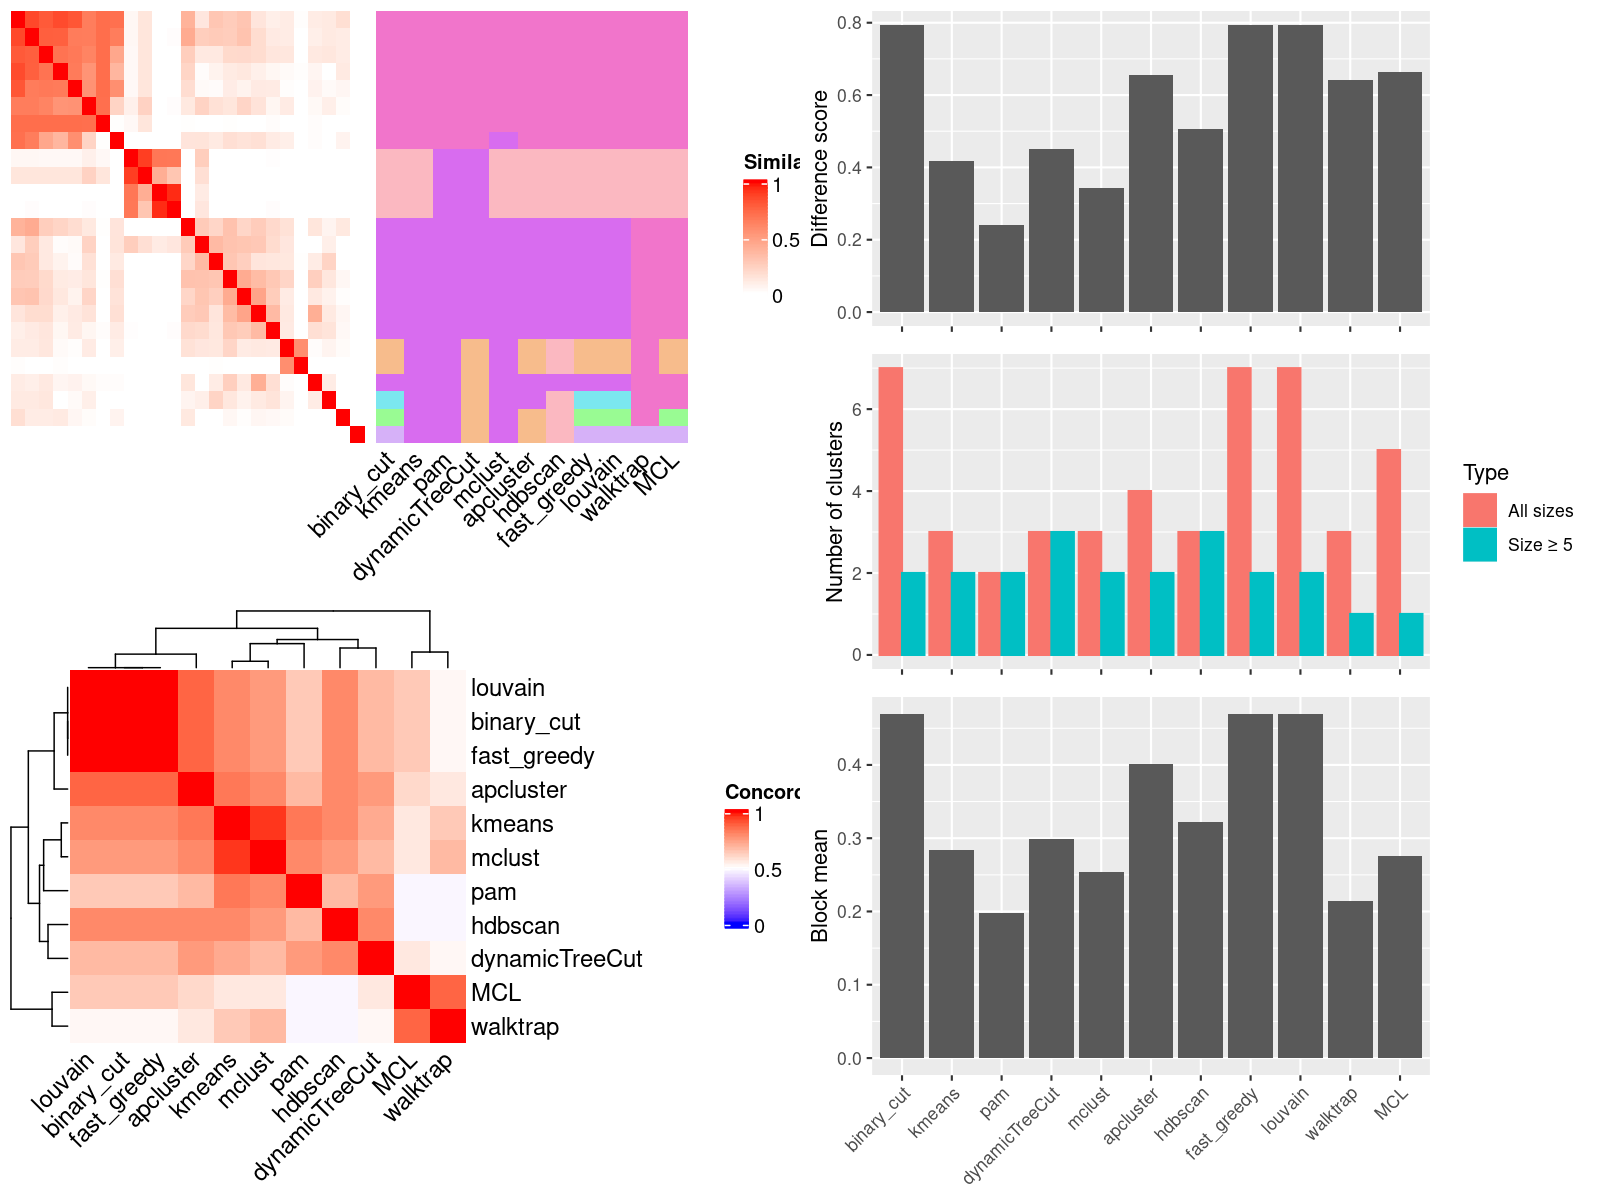 Simila
1
0.5
0
binary_cut
kmeans
pam
dynamicTreeCut
mclust
apcluster
hdbscan
fast_greedy
louvain
walktrap
MCL
louvain
binary_cut
fast_greedy
apcluster
kmeans
mclust
pam
hdbscan
dynamicTreeCut
MCL
walktrap
louvain
binary_cut
fast_greedy
apcluster
kmeans
mclust
pam
hdbscan
dynamicTreeCut
MCL
walktrap
Concord
1
0.5
0
Difference score
0.8
0.6
0.4
0.2
0.0
Number of clusters
6
4
2
0
Type
All sizes
Size ≥ 5
Block mean
0.4
0.3
0.2
0.1
0.0
binary_cut
kmeans
pam
dynamicTreeCut
mclust
apcluster
hdbscan
fast_greedy
louvain
walktrap
MCL